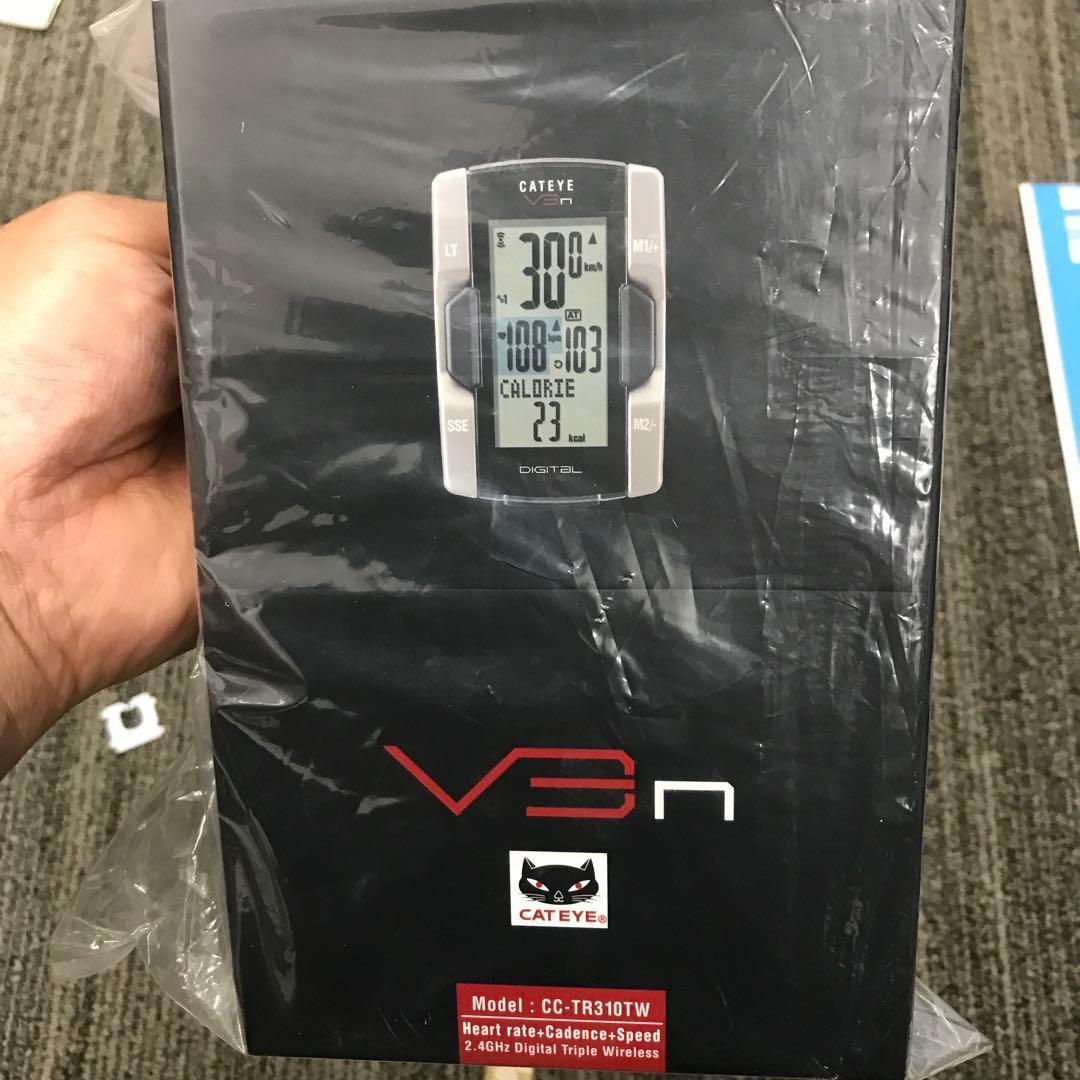 CATEYE
V3n
LT
M1/+
30.0 km/h
AT
108 bpm 103
CALORIE
23 kcal
SSE
M2/-
DIGITAL
V3n
CATEYE®
Model : CC-TR310TW
Heart rate+Cadence+Speed
2.4GHz Digital Triple Wireless